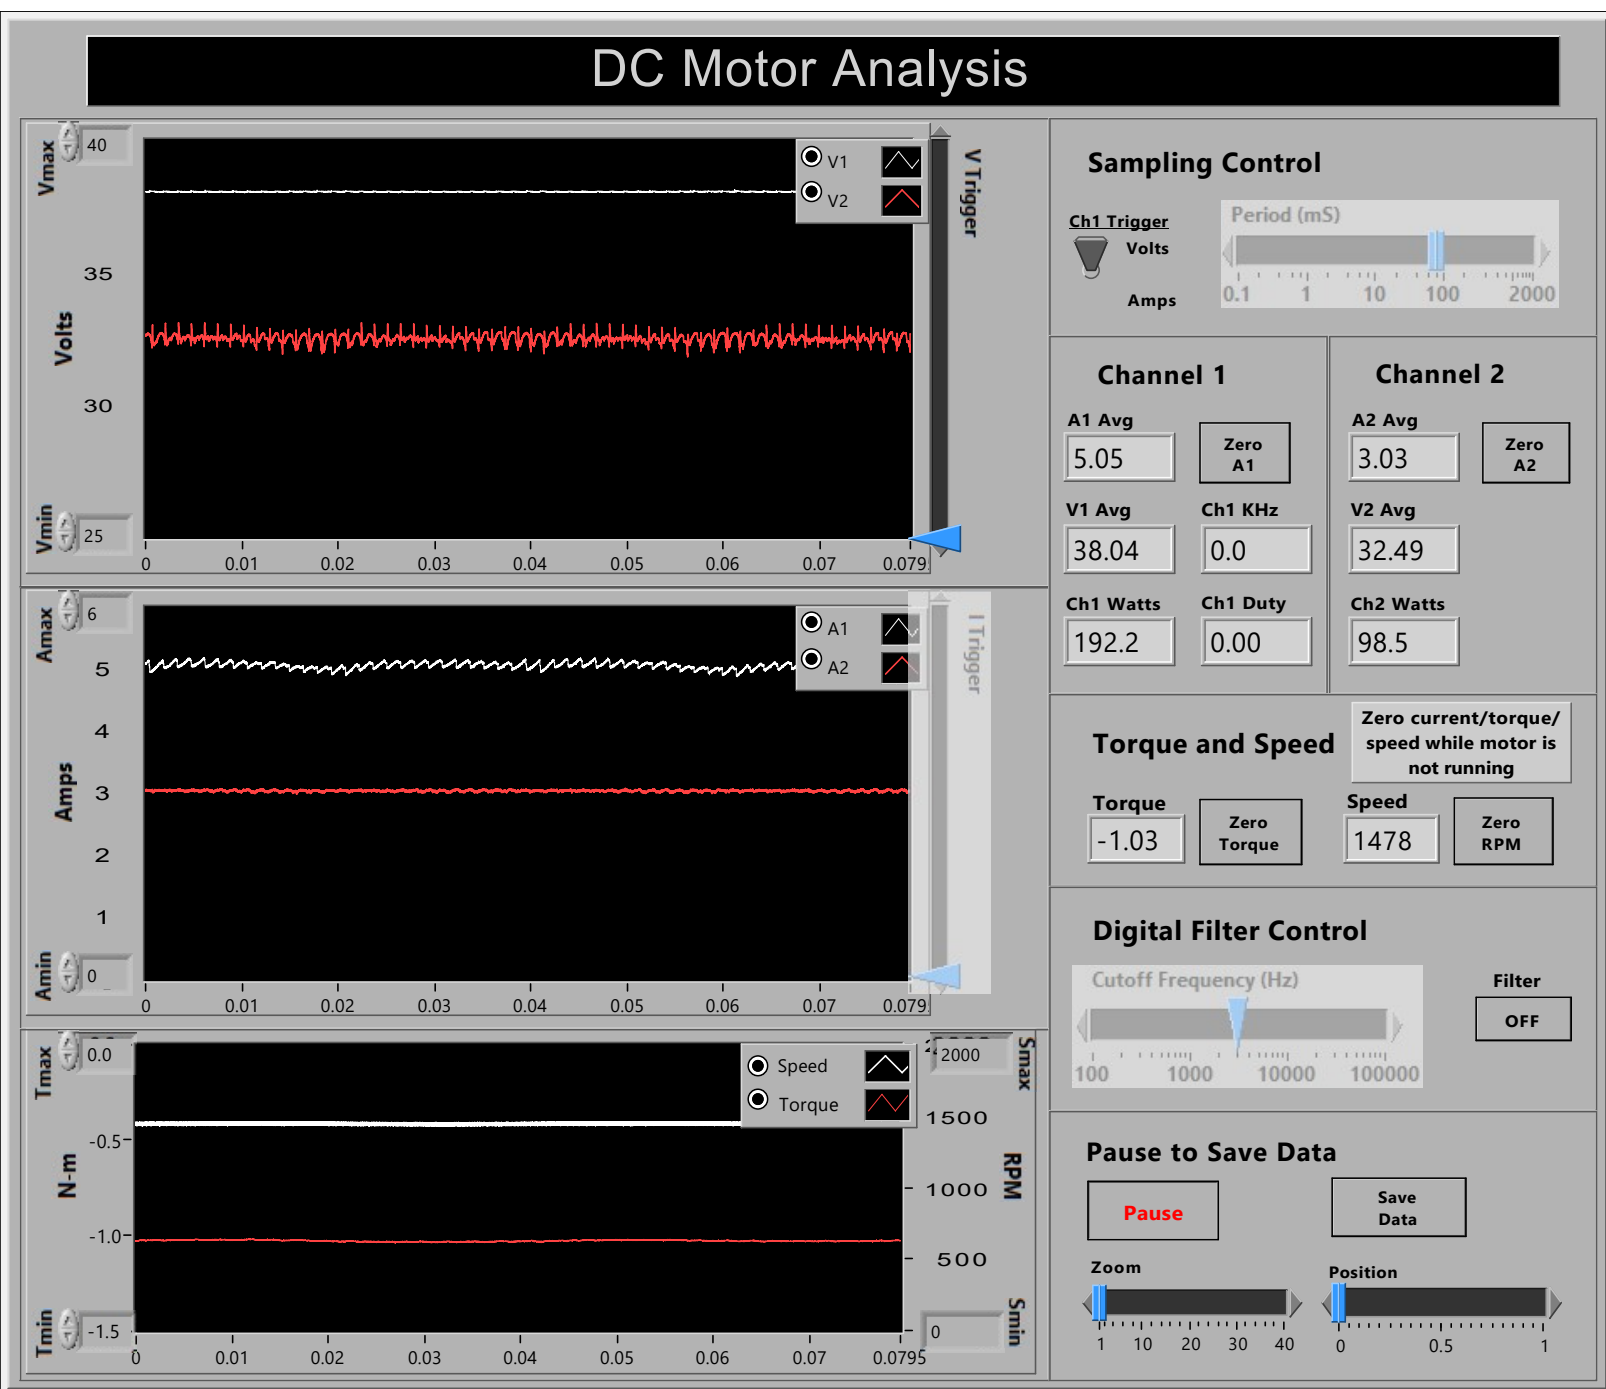 DC Motor Analysis
Vmax
40
35
Volts
30
Vmin
25
0
0.01
0.02
0.03
0.04
0.05
0.06
0.07
0.079
V1
V2
V Trigger
Amax
6
5
4
Amps
3
2
1
Amin
0
0
0.01
0.02
0.03
0.04
0.05
0.06
0.07
0.079
A1
A2
I Trigger
Tmax
0.0
-0.5
N-m
-1.0
Tmin
-1.5
0
0.01
0.02
0.03
0.04
0.05
0.06
0.07
0.0795
Speed
Torque
2000
Smax
1500
RPM
1000
500
Smin
0
Sampling Control
Ch1 Trigger
Volts
Amps
Period (mS)
0.1 1 10 100 2000
Channel 1
A1 Avg
5.05
Zero
A1
V1 Avg
38.04
Ch1 KHz
0.0
Ch1 Watts
192.2
Ch1 Duty
0.00
Channel 2
A2 Avg
3.03
Zero
A2
V2 Avg
32.49
Ch2 Watts
98.5
Torque and Speed
Zero current/torque/
speed while motor is
not running
Torque
-1.03
Zero
Torque
Speed
1478
Zero
RPM
Digital Filter Control
Cutoff Frequency (Hz)
100 1000 10000 100000
Filter
OFF
Pause to Save Data
Pause
Save
Data
Zoom
1 10 20 30 40
Position
0 0.5 1